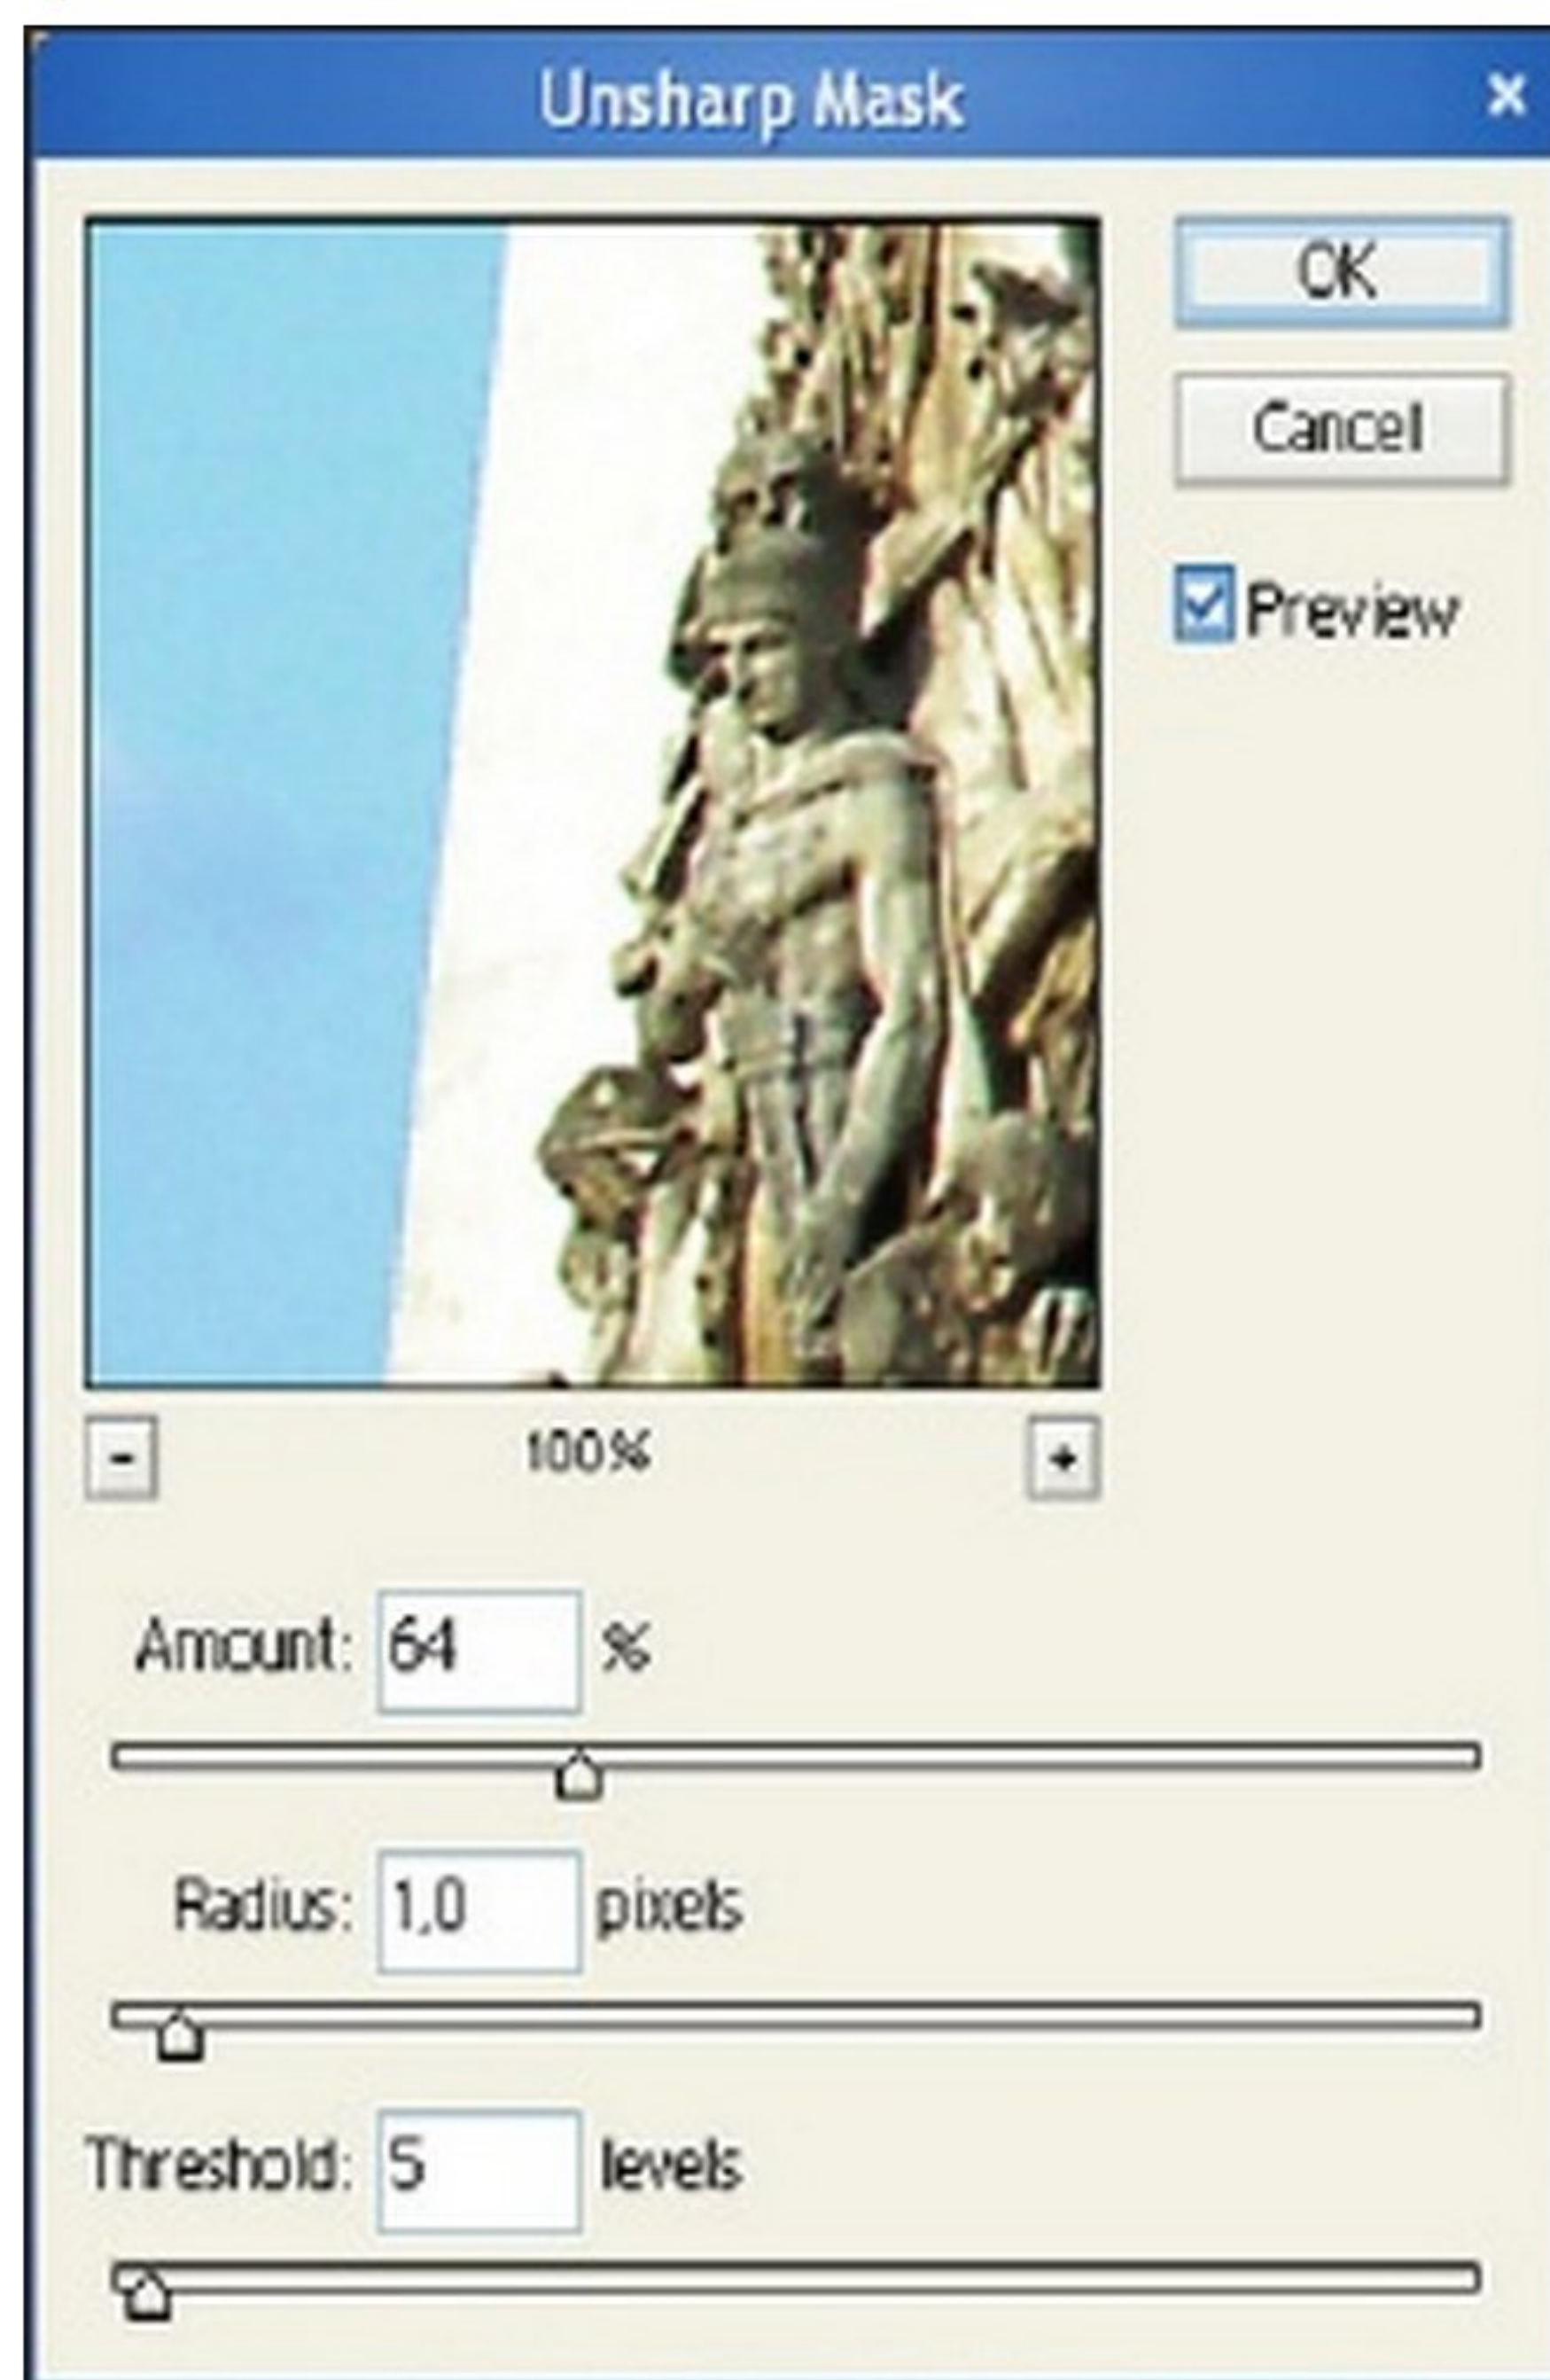 Unsharp Mask ×
OK
Cancel
Preview
- 100% +
Amount: 64 %
Radius: 1,0 pixels
Threshold: 5 levels